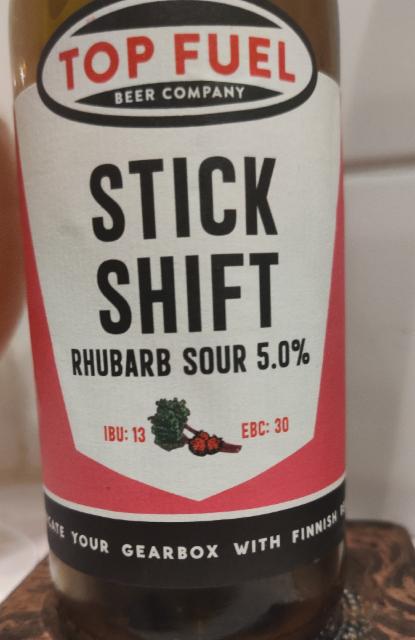 TOP FUEL
BEER COMPANY
STICK
SHIFT
RHUBARB SOUR 5.0%
IBU: 13
EBC: 30
YOUR GEARBOX WITH FINNISH